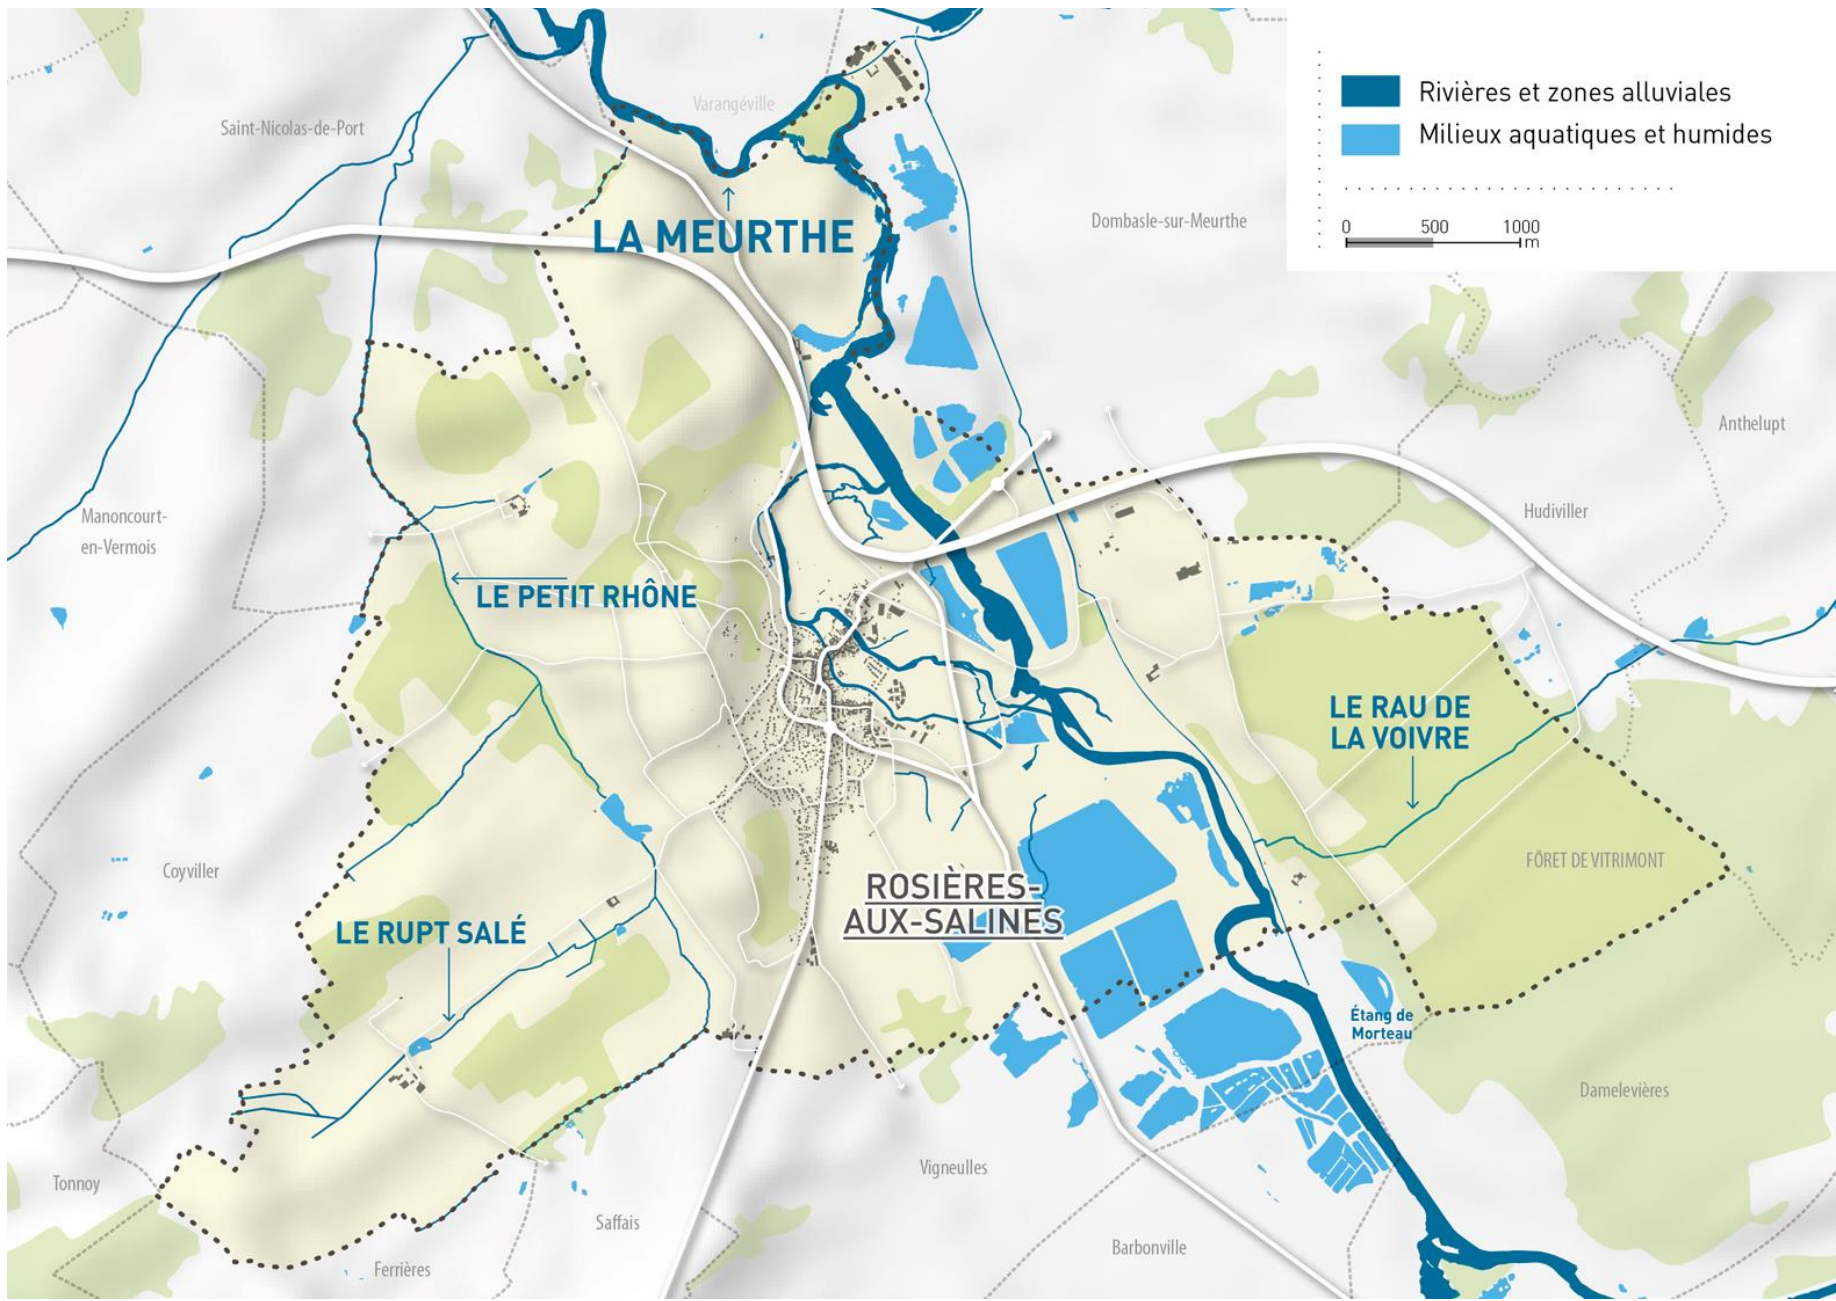 Rivières et zones alluviales
Milieux aquatiques et humides
0 500 1000
m
Varangéville
Saint-Nicolas-de-Port
LA MEURTHE
Dombasle-sur-Meurthe
Anthelupt
Manoncourt-
en-Vermois
Hudiviller
LE PETIT RHÔNE
LE RAU DE
LA VOIVRE
Coyviller
FÔRET DE VITRIMONT
ROSIÈRES-
AUX-SALINES
LE RUPT SALÉ
Étang de
Morteau
Damelevières
Tonnoy
Vigneulles
Saffais
Barbonville
Ferrières